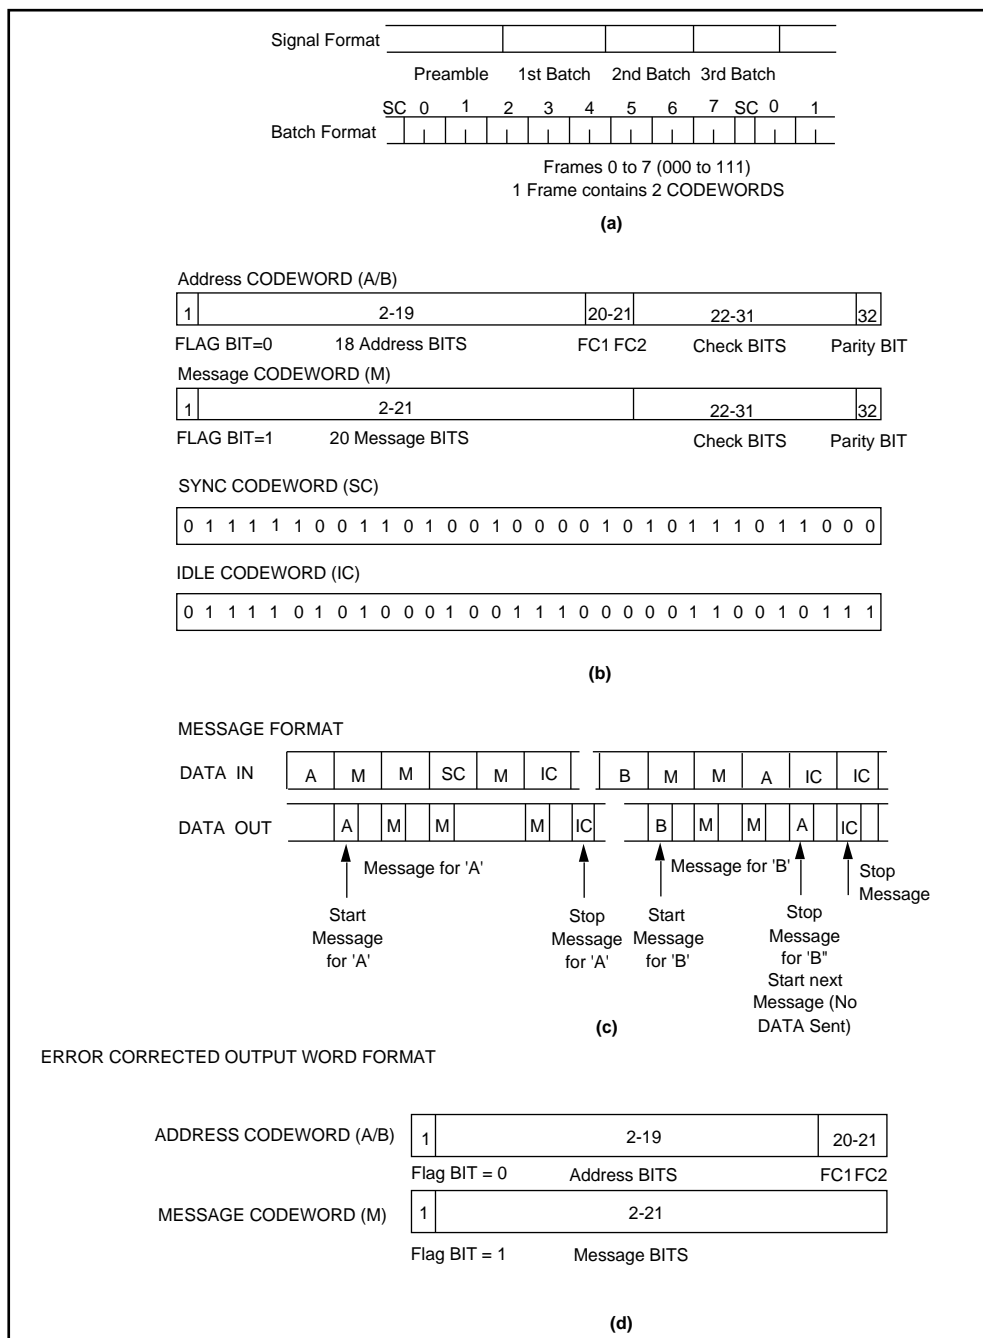 Signal Format
Preamble 1st Batch 2nd Batch 3rd Batch
SC 0 1 2 3 4 5 6 7 SC 0 1
Batch Format
Frames 0 to 7 (000 to 111)
1 Frame contains 2 CODEWORDS
(a)
Address CODEWORD (A/B)
1 2-19 20-21 22-31 32
FLAG BIT=0 18 Address BITS FC1 FC2 Check BITS Parity BIT
Message CODEWORD (M)
1 2-21 22-31 32
FLAG BIT=1 20 Message BITS Check BITS Parity BIT
SYNC CODEWORD (SC)
0 1 1 1 1 1 0 0 1 1 0 1 0 0 1 0 0 0 0 1 0 1 0 1 1 1 0 1 1 0 0 0
IDLE CODEWORD (IC)
0 1 1 1 1 0 1 0 1 0 0 0 1 0 0 1 1 1 0 0 0 0 0 1 1 0 0 1 0 1 1 1
(b)
MESSAGE FORMAT
DATA IN A M M SC M IC B M M A IC IC
DATA OUT A M M M IC B M M A IC
Message for 'A' Message for 'B'
Start
Message
for 'A'
Stop
Message
for 'A'
Start
Message
for 'B'
Stop
Message
for 'B"
Start next
Message (No
DATA Sent)
Stop
Message
(c)
ERROR CORRECTED OUTPUT WORD FORMAT
ADDRESS CODEWORD (A/B) 1 2-19 20-21
Flag BIT = 0 Address BITS FC1FC2
MESSAGE CODEWORD (M) 1 2-21
Flag BIT = 1 Message BITS
(d)